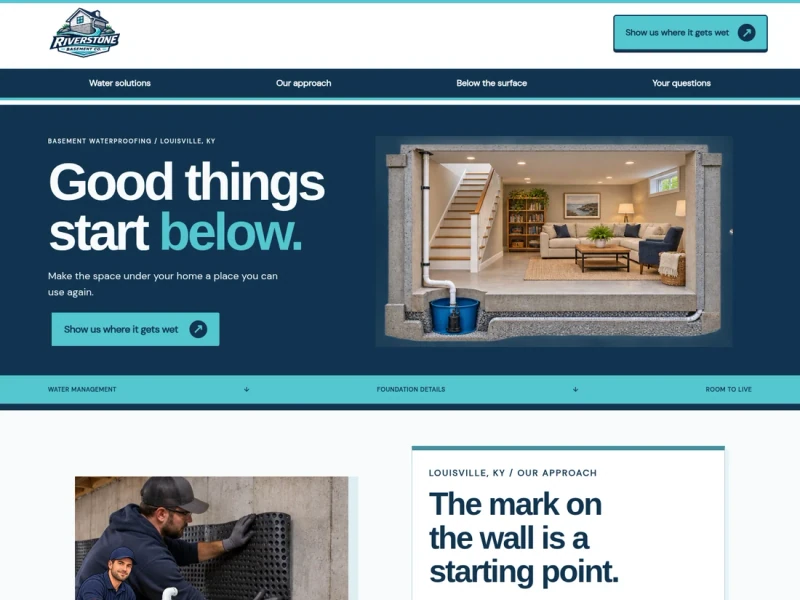 RIVERSTONE
BASEMENT CO.
Show us where it gets wet
Water solutions
Our approach
Below the surface
Your questions
BASEMENT WATERPROOFING / LOUISVILLE, KY
Good things
start below.
Make the space under your home a place you can
use again.
Show us where it gets wet
WATER MANAGEMENT
FOUNDATION DETAILS
ROOM TO LIVE
LOUISVILLE, KY / OUR APPROACH
The mark on
the wall is a
starting point.